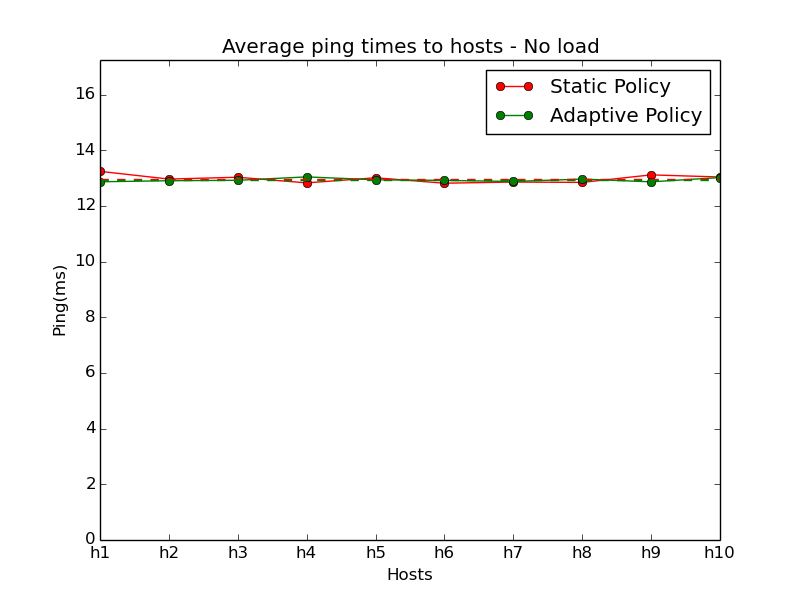 Average ping times to hosts - No load
Static Policy
Adaptive Policy
16
14
12
10
8
6
4
2
0
Ping(ms)
h1 h2 h3 h4 h5 h6 h7 h8 h9 h10
Hosts